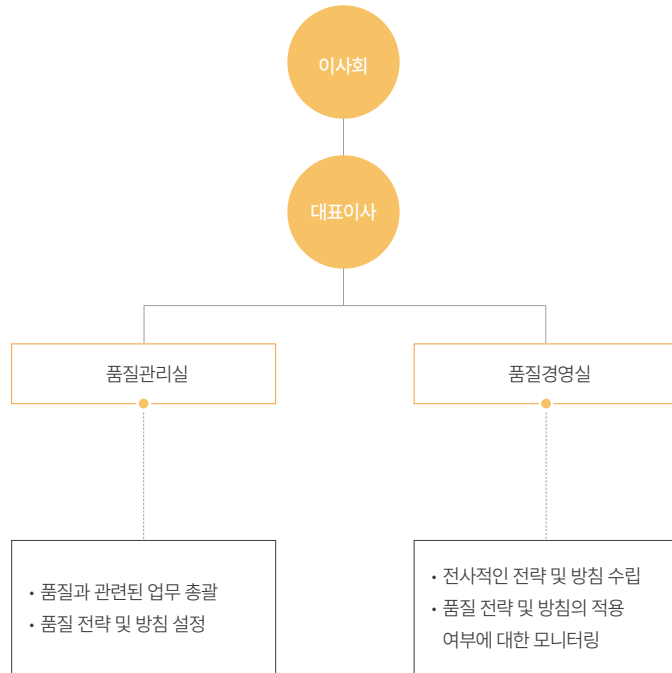 이사회
대표이사
품질관리실
품질경영실
• 품질과 관련된 업무 총괄
• 품질 전략 및 방침 설정
• 전사적인 전략 및 방침 수립
• 품질 전략 및 방침의 적용
여부에 대한 모니터링